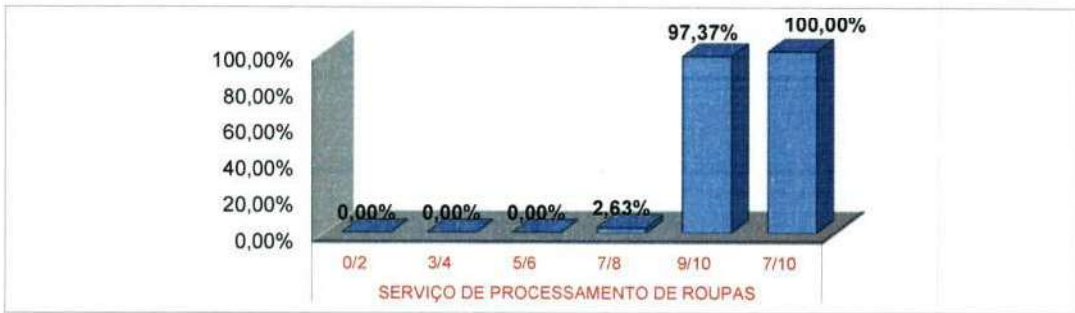 97,37% 100,00%
100,00%
80,00%
60,00%
40,00%
20,00%
0,00%
0,00% 0,00% 0,00% 2,63%
0/2 3/4 5/6 7/8 9/10 7/10
SERVIÇO DE PROCESSAMENTO DE ROUPAS